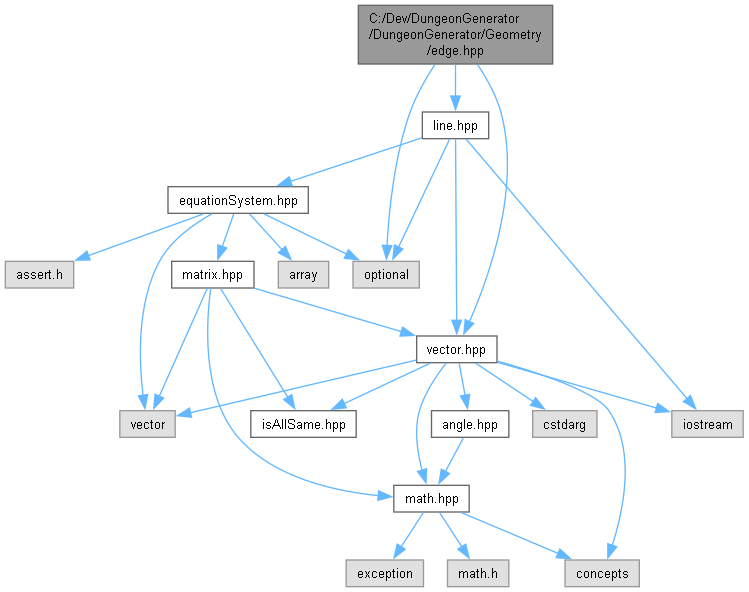 C:/Dev/DungeonGenerator
/DungeonGenerator/Geometry
/edge.hpp
line.hpp
equationSystem.hpp
assert.h
matrix.hpp
array
optional
vector.hpp
vector
isAllSame.hpp
angle.hpp
cstdarg
iostream
math.hpp
exception
math.h
concepts